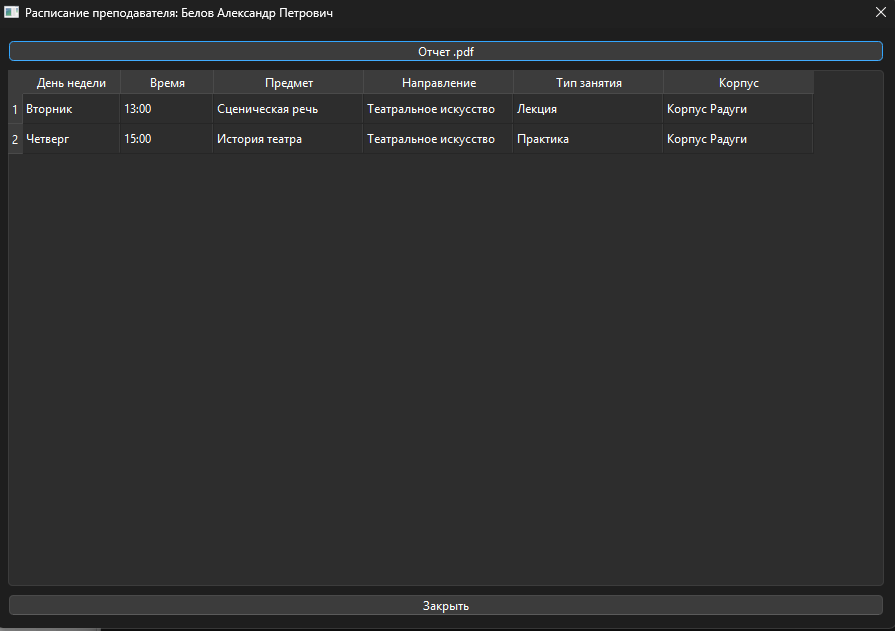 Расписание преподавателя: Белов Александр Петрович
Отчет .pdf
День недели Время Предмет Направление Тип занятия Корпус
1 Вторник 13:00 Сценическая речь Театральное искусство Лекция Корпус Радуги
2 Четверг 15:00 История театра Театральное искусство Практика Корпус Радуги
Закрыть